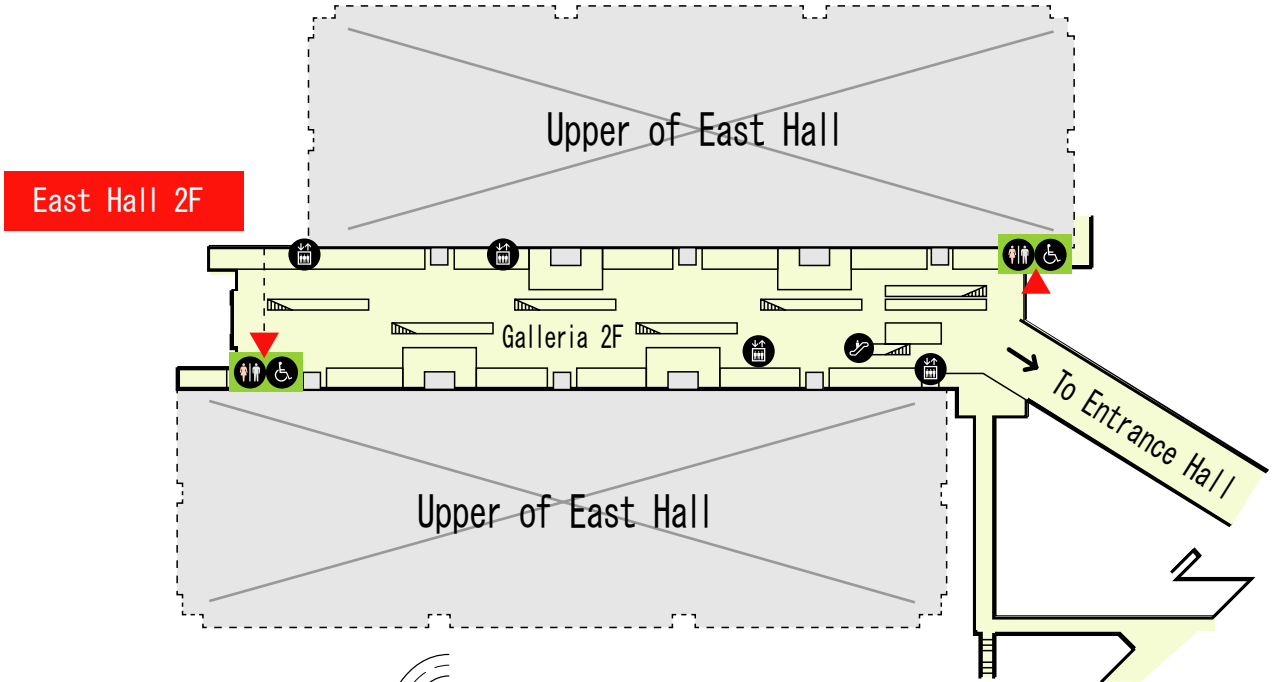 Upper of East Hall
East Hall 2F
Galleria 2F
To Entrance Hall
Upper of East Hall